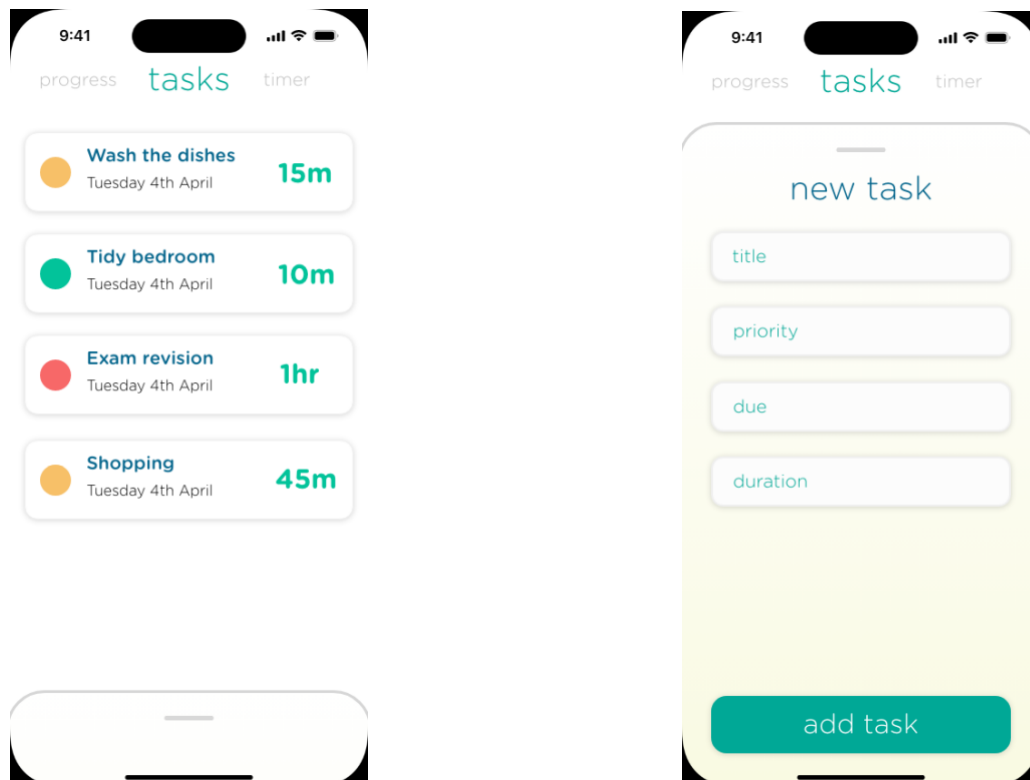 9:41
progress tasks timer
Wash the dishes
Tuesday 4th April
15m
Tidy bedroom
Tuesday 4th April
10m
Exam revision
Tuesday 4th April
1hr
Shopping
Tuesday 4th April
45m
9:41
progress tasks timer
new task
title
priority
due
duration
add task